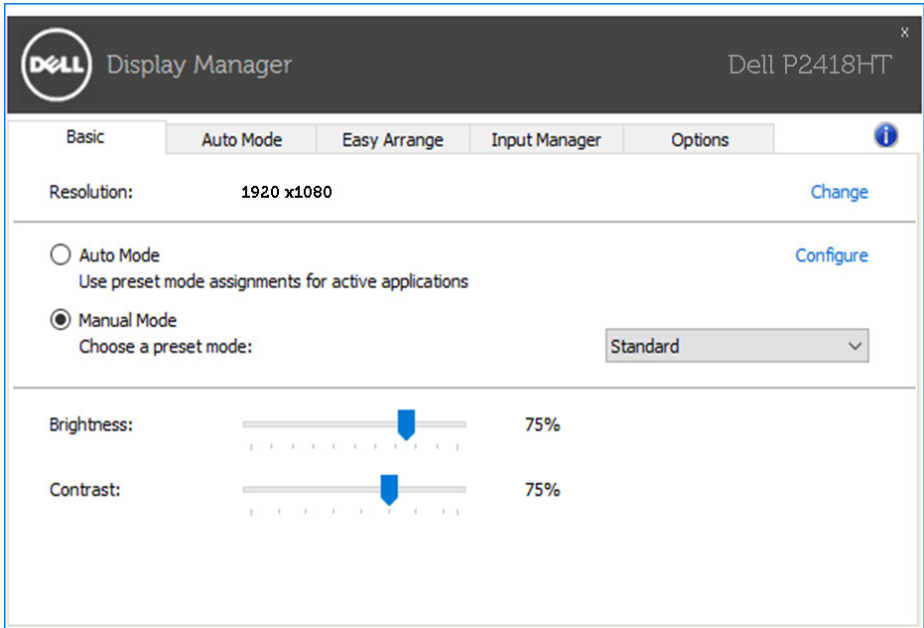 x
DELL Display Manager Dell P2418HT
Basic Auto Mode Easy Arrange Input Manager Options i
Resolution: 1920 x1080 Change
Auto Mode Configure
Use preset mode assignments for active applications
Manual Mode
Choose a preset mode: Standard
Brightness: 75%
Contrast: 75%